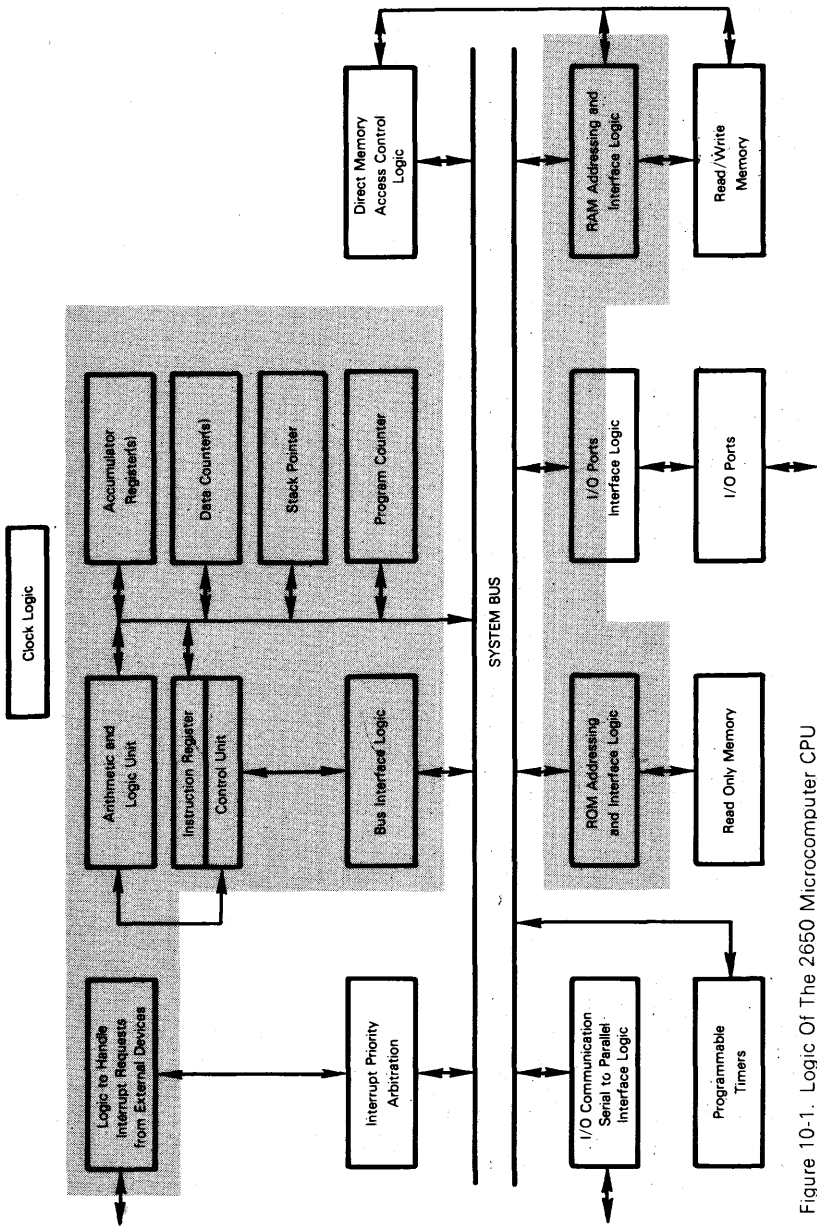 Clock Logic
Logic to Handle
Interrupt Requests
from External Devices
Arithmetic and
Logic Unit
Accumulator
Register(s)
Instruction Register
Control Unit
Data Counter(s)
Stack Pointer
Interrupt Priority
Arbitration
Bus Interface Logic
Program Counter
Direct Memory
Access Control
Logic
SYSTEM BUS
I/O Communication
Serial to Parallel
Interface Logic
ROM Addressing
and Interface Logic
I/O Ports
Interface Logic
RAM Addressing and
Interface Logic
Programmable
Timers
Read Only Memory
I/O Ports
Read/Write
Memory
Figure 10-1. Logic Of The 2650 Microcomputer CPU